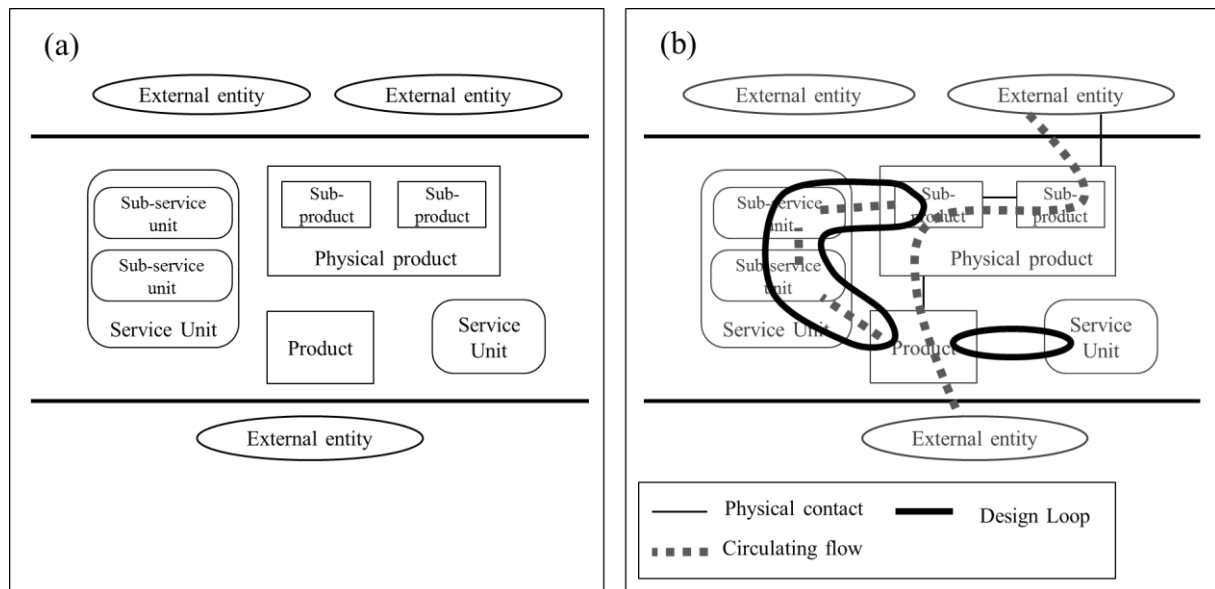 (a)
External entity
External entity
Sub-service
unit
Sub-service
unit
Service Unit
Sub-
product
Sub-
product
Physical product
Product
Service
Unit
External entity
(b)
External entity
External entity
Sub-service
unit
Sub-service
unit
Service Unit
Sub-
product
Sub-
product
Physical product
Product
Service
Unit
External entity
Physical contact
Design Loop
Circulating flow